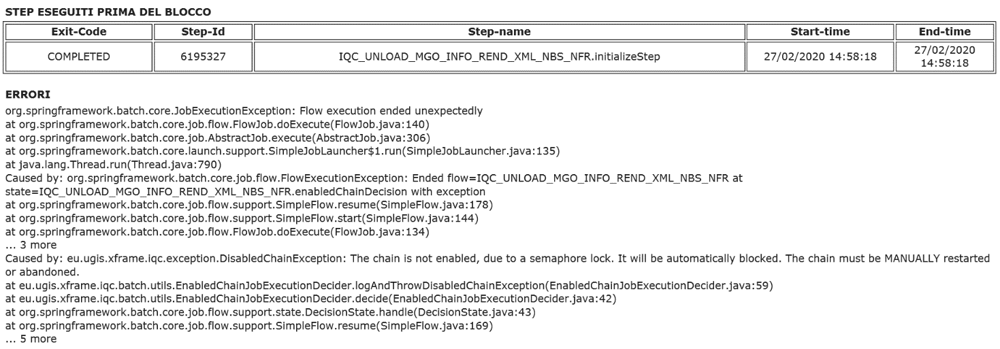 STEP ESEGUITI PRIMA DEL BLOCCO
Exit-Code Step-Id Step-name Start-time End-time
COMPLETED 6195327 IQC_UNLOAD_MGO_INFO_REND_XML_NBS_NFR.initializeStep 27/02/2020 14:58:18 27/02/2020
14:58:18
ERRORI
org.springframework.batch.core.JobExecutionException: Flow execution ended unexpectedly
at org.springframework.batch.core.job.flow.FlowJob.doExecute(FlowJob.java:140)
at org.springframework.batch.core.job.AbstractJob.execute(AbstractJob.java:306)
at org.springframework.batch.core.launch.support.SimpleJobLauncher$1.run(SimpleJobLauncher.java:135)
at java.lang.Thread.run(Thread.java:790)
Caused by: org.springframework.batch.core.job.flow.FlowExecutionException: Ended flow=IQC_UNLOAD_MGO_INFO_REND_XML_NBS_NFR at
state=IQC_UNLOAD_MGO_INFO_REND_XML_NBS_NFR.enabledChainDecision with exception
at org.springframework.batch.core.job.flow.support.SimpleFlow.resume(SimpleFlow.java:178)
at org.springframework.batch.core.job.flow.support.SimpleFlow.start(SimpleFlow.java:144)
at org.springframework.batch.core.job.flow.FlowJob.doExecute(FlowJob.java:134)
... 3 more
Caused by: eu.ugis.xframe.iqc.exception.DisabledChainException: The chain is not enabled, due to a semaphore lock. It will be automatically blocked. The chain must be MANUALLY restarted
or abandoned.
at eu.ugis.xframe.iqc.batch.utils.EnabledChainJobExecutionDecider.logAndThrowDisabledChainException(EnabledChainJobExecutionDecider.java:59)
at eu.ugis.xframe.iqc.batch.utils.EnabledChainJobExecutionDecider.decide(EnabledChainJobExecutionDecider.java:42)
at org.springframework.batch.core.job.flow.support.state.DecisionState.handle(DecisionState.java:43)
at org.springframework.batch.core.job.flow.support.SimpleFlow.resume(SimpleFlow.java:169)
... 5 more